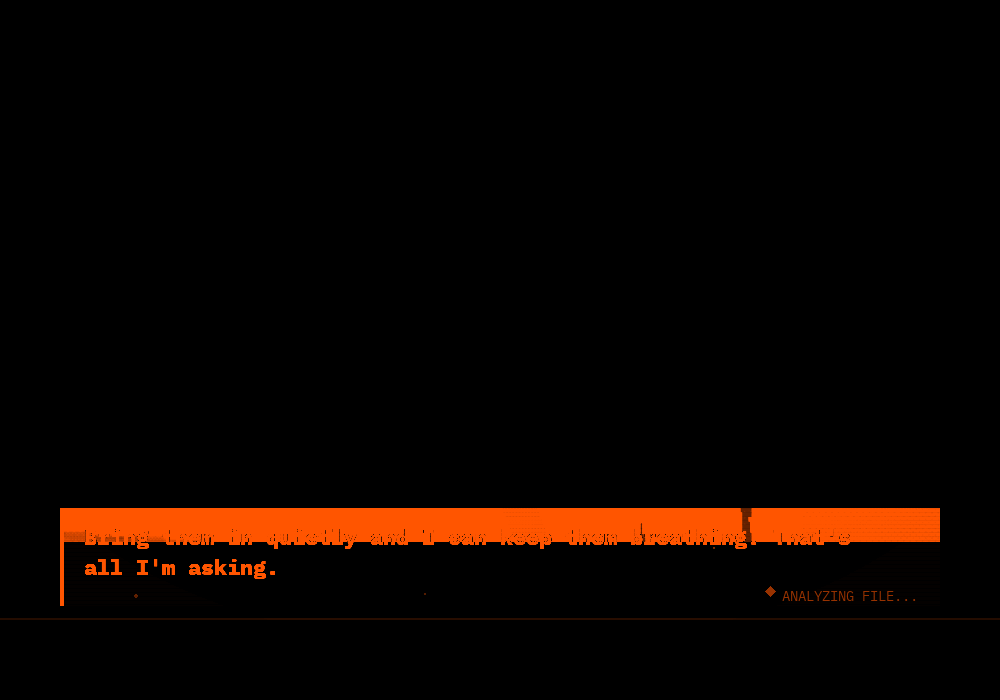 Bring them in quietly and I can keep them breathing. That's
all I'm asking.
ANALYZING FILE...